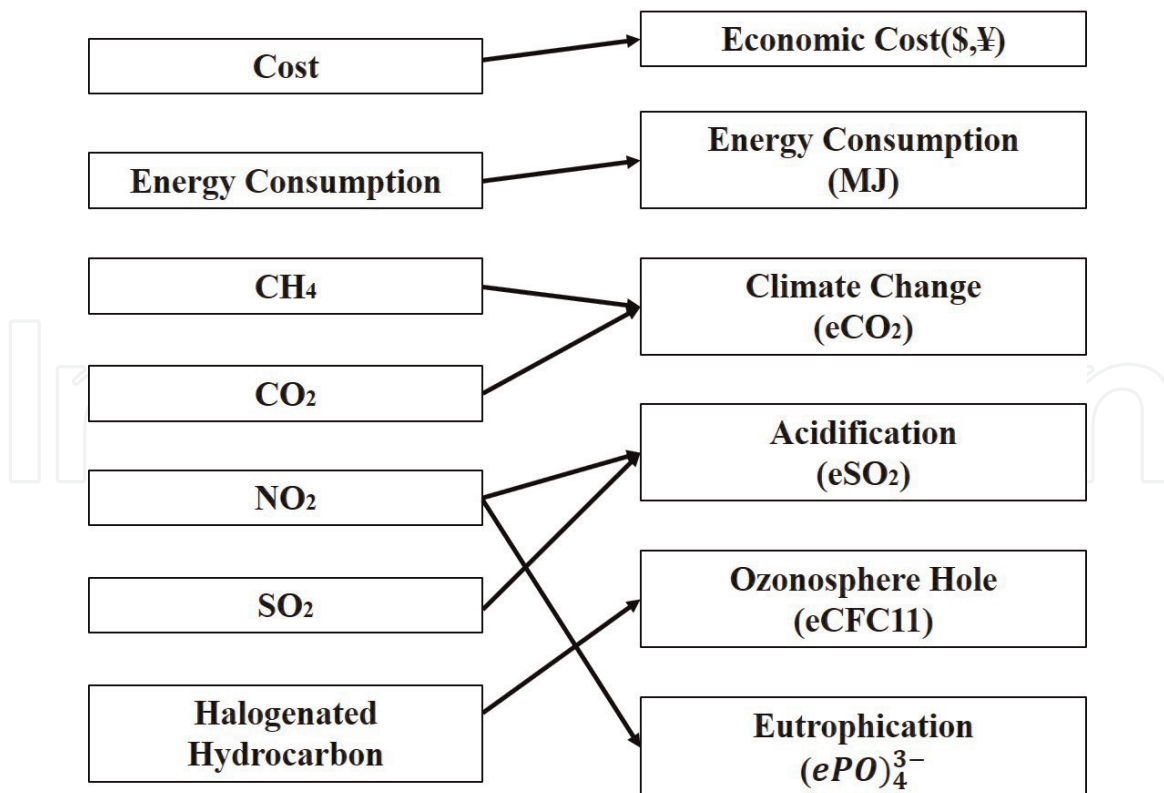 Cost
Economic Cost($,¥)
Energy Consumption
Energy Consumption
(MJ)
CH₄
Climate Change
(eCO₂)
CO₂
Acidification
(eSO₂)
NO₂
SO₂
Ozonosphere Hole
(eCFC11)
Halogenated
Hydrocarbon
Eutrophication
(ePO)₄³⁻